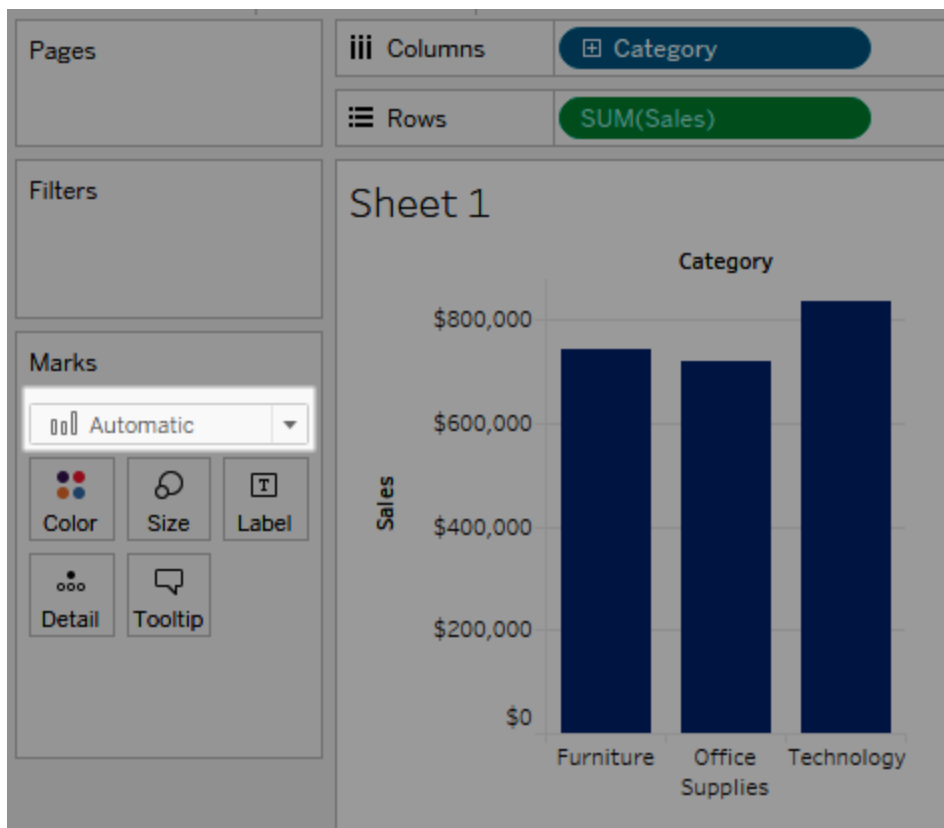 Pages
Columns
Category
Rows
SUM(Sales)
Filters
Sheet 1
Marks
Automatic
Color
Size
T
Label
Detail
Tooltip
Category
Sales
$800,000
$600,000
$400,000
$200,000
$0
Furniture
Office
Supplies
Technology